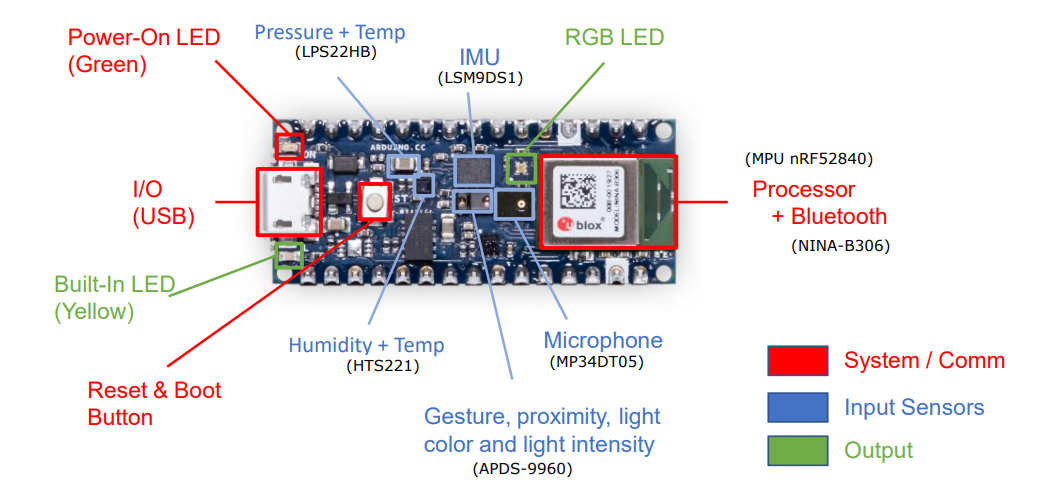 Power-On LED
(Green)
Pressure + Temp
(LPS22HB)
IMU
(LSM9DS1)
RGB LED
ARDUINO.CC
ON
I/O
(USB)
(MPU nRF52840)
Processor
+ Bluetooth
(NINA-B306)
ublox
Built-In LED
(Yellow)
Humidity + Temp
(HTS221)
Microphone
(MP34DT05)
Reset & Boot
Button
Gesture, proximity, light
color and light intensity
(APDS-9960)
System / Comm
Input Sensors
Output